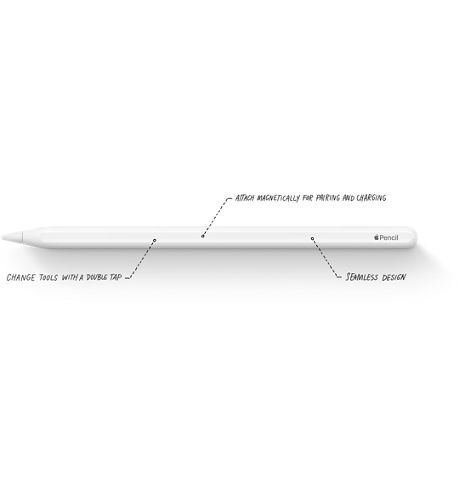 ATTACH MAGNETICALLY FOR PAIRING AND CHARGING
Pencil
CHANGE TOOLS WITH A DOUBLE TAP
SEAMLESS DESIGN